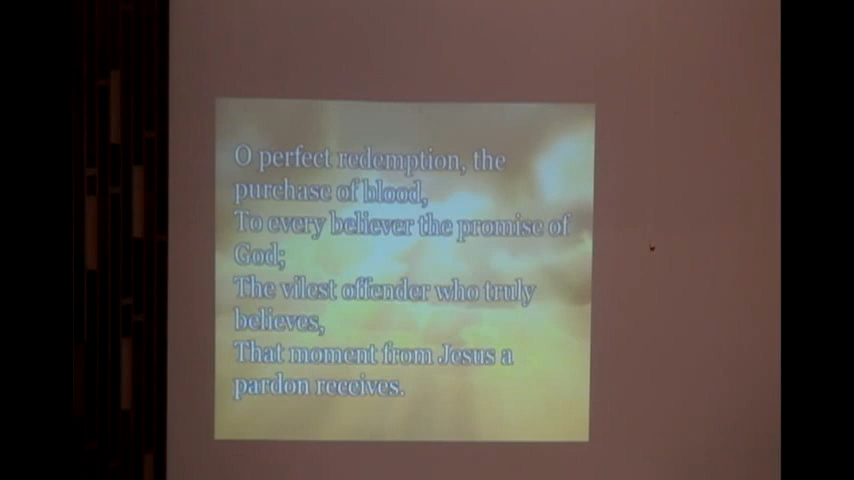 O perfect redemption, the
purchase of blood,
To every believer the promise of
God;
The vilest offender who truly
believes,
That moment from Jesus a
pardon receives.